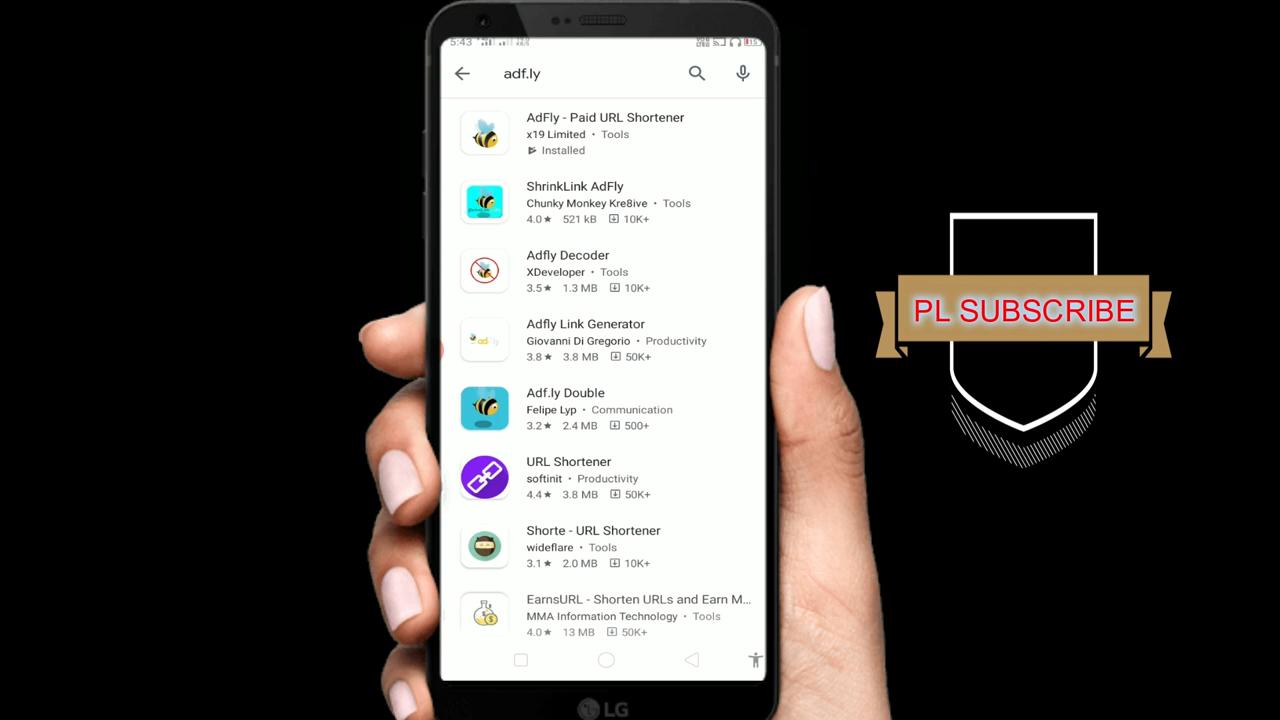 5:43
adf.ly
AdFly - Paid URL Shortener
x19 Limited • Tools
Installed
ShrinkLink AdFly
Chunky Monkey Kre8ive • Tools
4.0★ 521 kB 10K+
Adfly Decoder
XDeveloper • Tools
3.5★ 1.3 MB 10K+
Adfly Link Generator
Giovanni Di Gregorio • Productivity
3.8★ 3.8 MB 50K+
Adf.ly Double
Felipe Lyp • Communication
3.2★ 2.4 MB 500+
URL Shortener
softinit • Productivity
4.4★ 3.8 MB 50K+
Shorte - URL Shortener
wideflare • Tools
3.1★ 2.0 MB 10K+
EarnsURL - Shorten URLs and Earn M...
MMA Information Technology • Tools
4.0★ 13 MB 50K+
LG
PL SUBSCRIBE